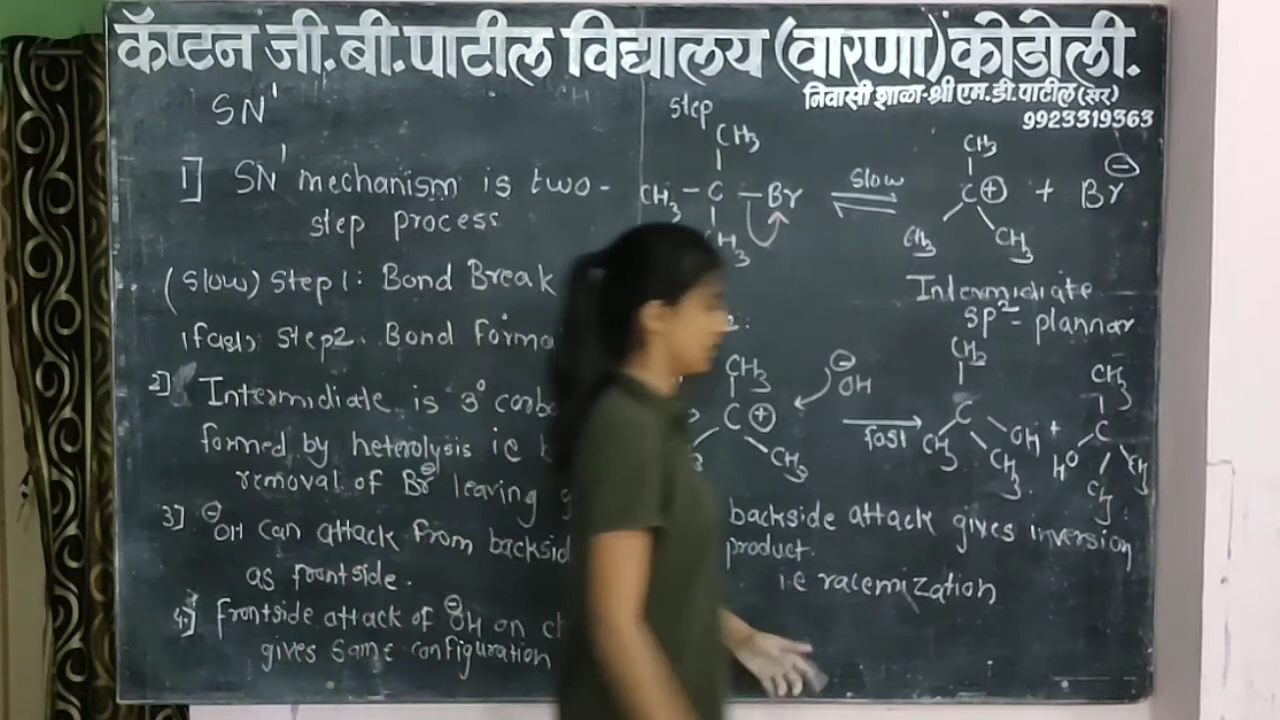 कॅप्टन जी.बी.पाटील विद्यालय (वारणा) कोडोली.
निवासी शाळा-श्री एम.डी.पाटील (सर)
9923319363
SN¹
1] SN¹ mechanism is two-
step process
(slow) Step 1: Bond Break
(fast) Step 2. Bond Forma
2] Intermidiate is 3° carbo
formed by heterolysis ie b
removal of Br⊖ leaving g
3] ⊖OH can attack from backsid
as frontside.
4] frontside attack of ⊖OH on c
gives same configuration
step
CH3
CH3 - C - Br
H3
slow
CH3
C⊕ + Br⊖
CH3 CH3
Intermidiate
sp²- plannar
2:
CH3
C⊕
CH3
⊖OH
fast
CH3
C
CH3 OH
CH3
+
CH3
C
HO CH3
CH3
backside attack gives inversion
product.
i.e racemization